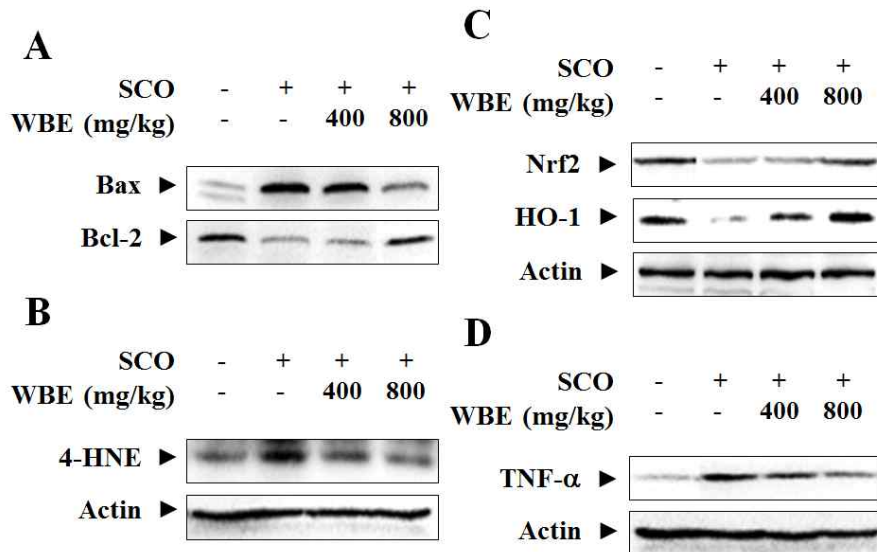 A
SCO - + + +
WBE (mg/kg) - - 400 800
Bax ►
Bcl-2 ►
B
SCO - + + +
WBE (mg/kg) - - 400 800
4-HNE ►
Actin ►
C
SCO - + + +
WBE (mg/kg) - - 400 800
Nrf2 ►
HO-1 ►
Actin ►
D
SCO - + + +
WBE (mg/kg) - - 400 800
TNF-α ►
Actin ►